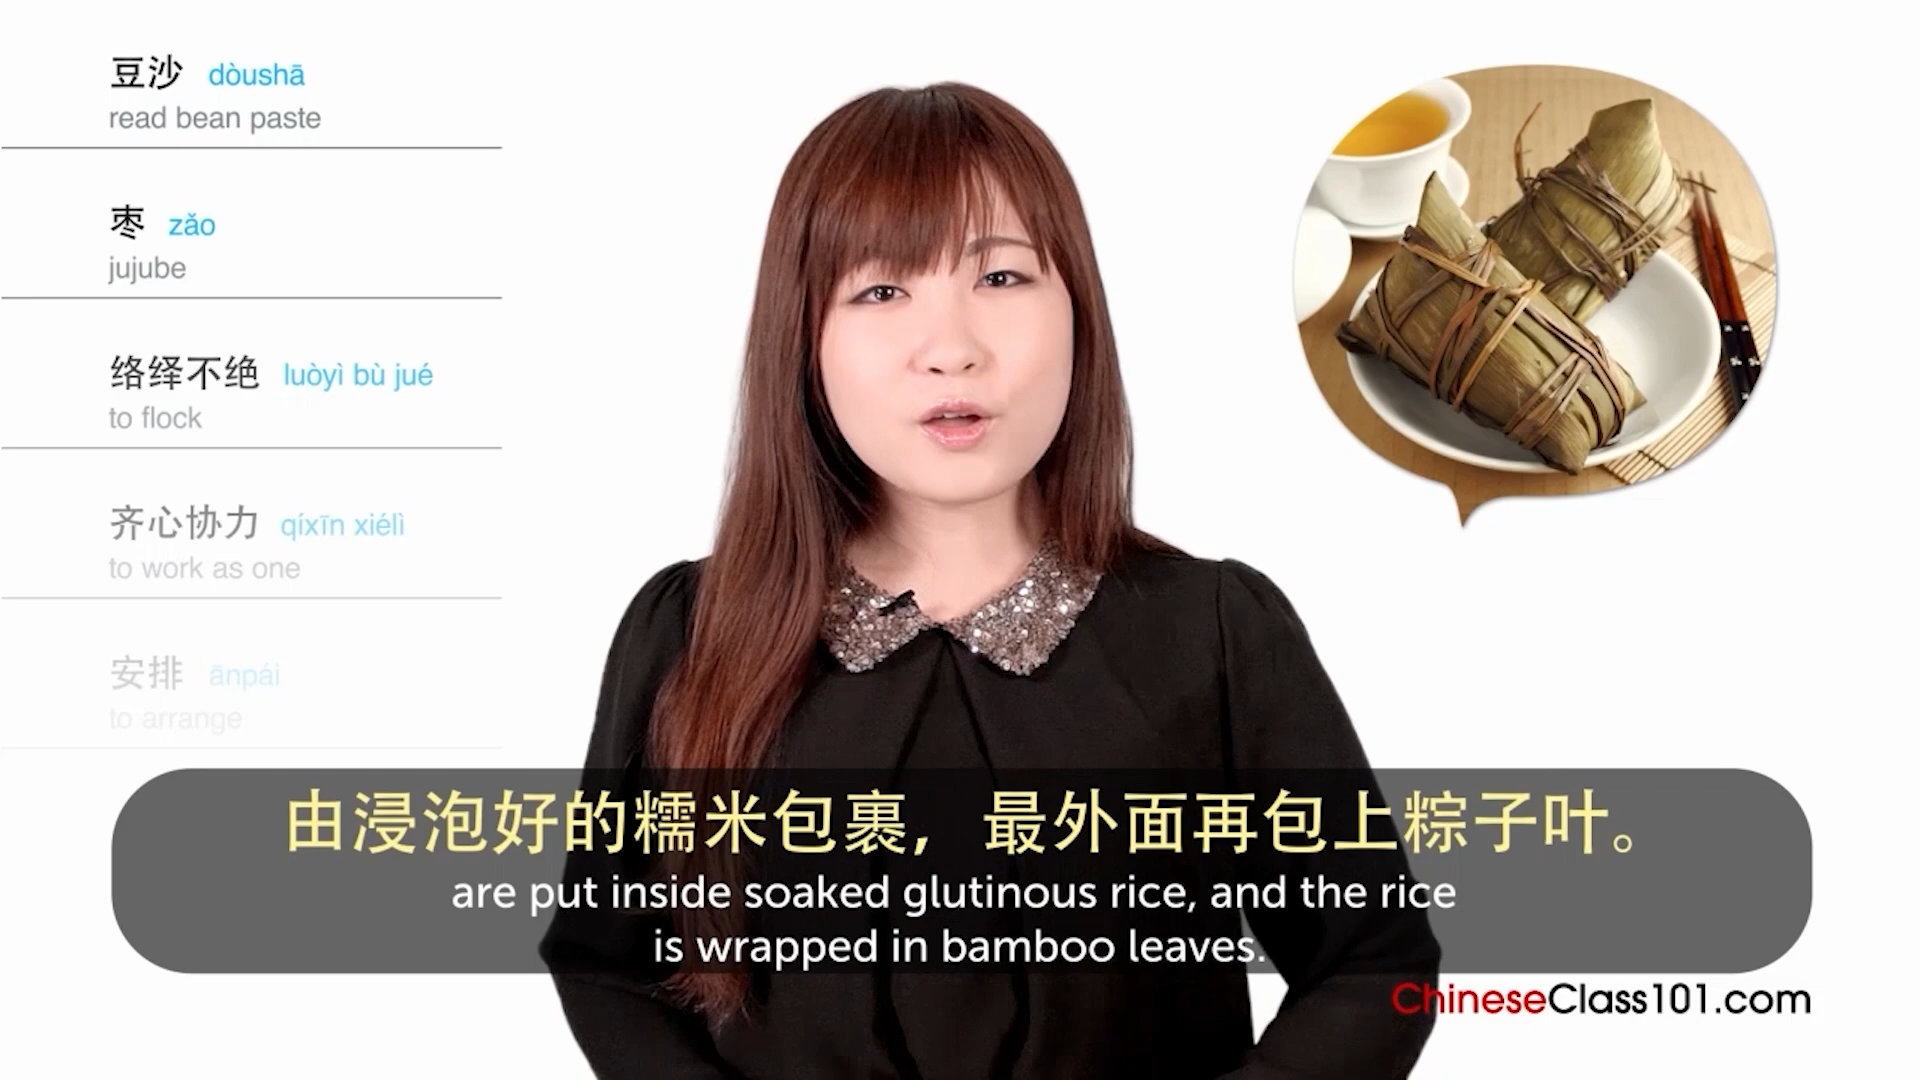 豆沙 dòushā
read bean paste
枣 zǎo
jujube
络绎不绝 luòyì bù jué
to flock
齐心协力 qíxīn xiélì
to work as one
安排 ānpái
to arrange
由浸泡好的糯米包裹，最外面再包上粽子叶。
are put inside soaked glutinous rice, and the rice
is wrapped in bamboo leaves.
ChineseClass101.com